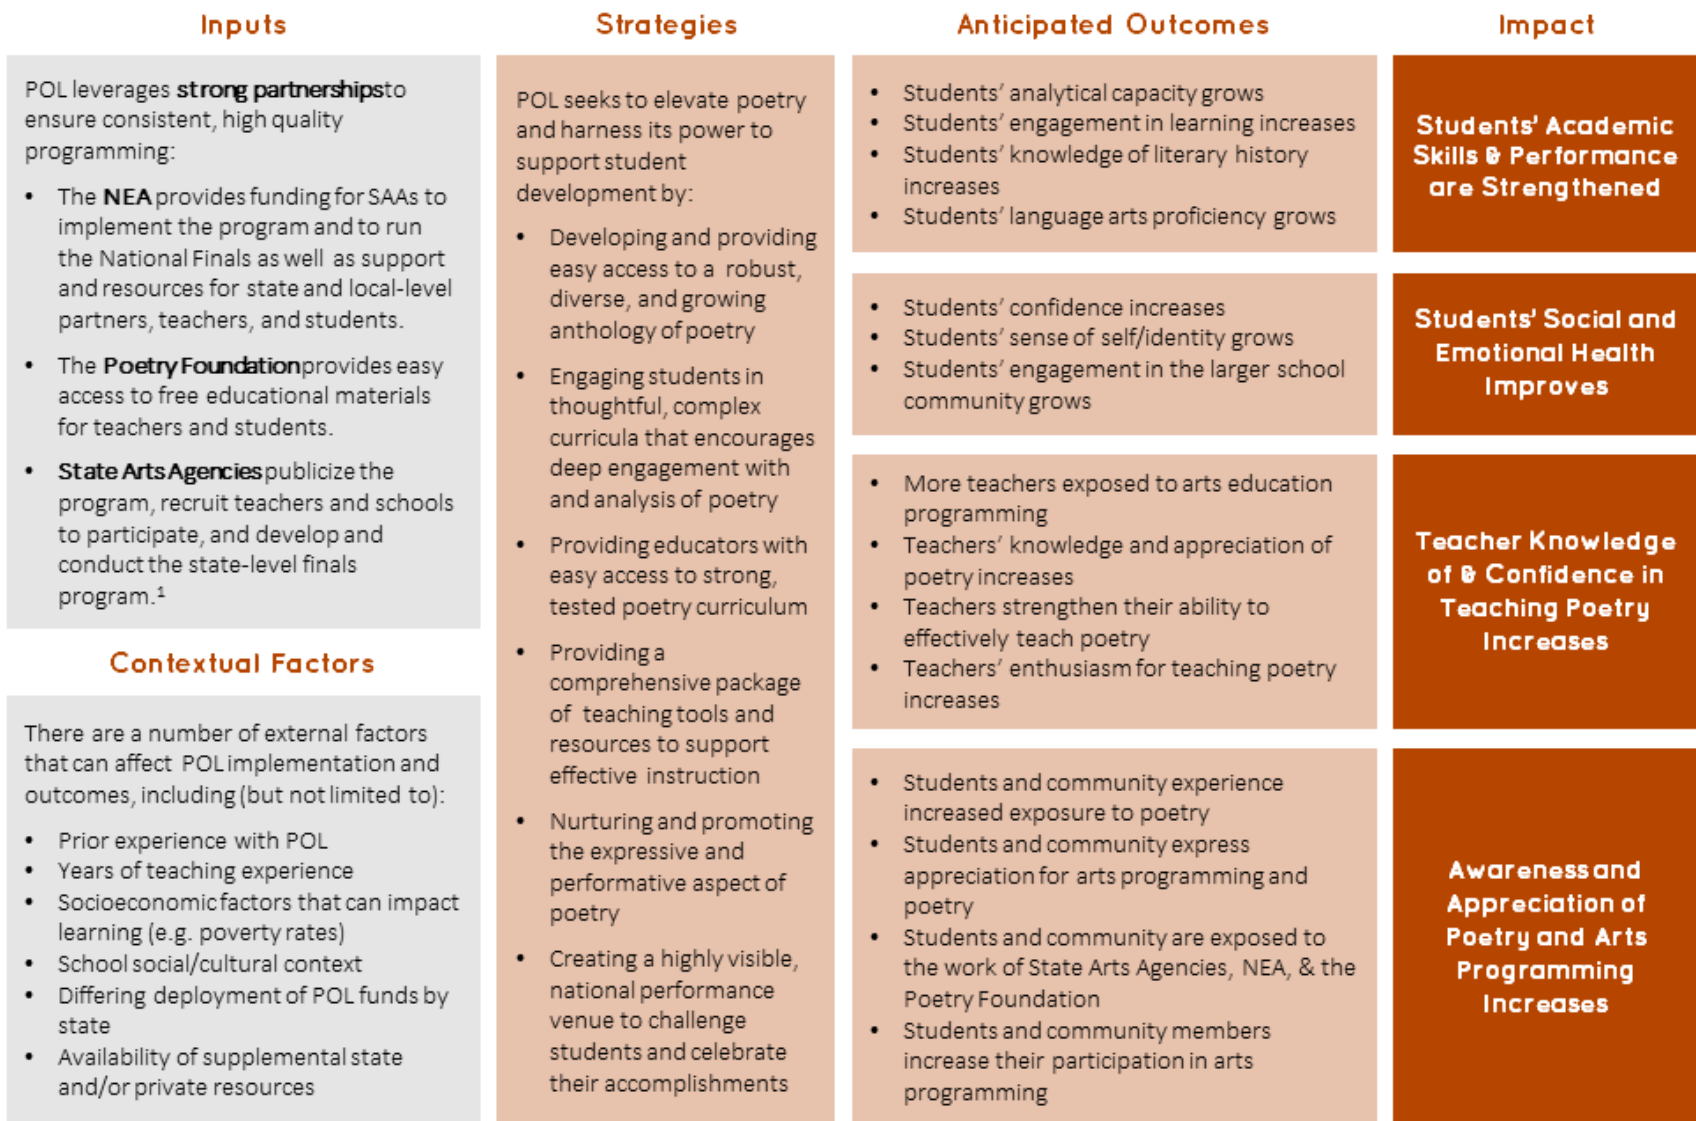 Inputs
POL leverages strong partnerships to
ensure consistent, high quality
programming:
• The NEA provides funding for SAAs to
implement the program and to run
the National Finals as well as support
and resources for state and local-level
partners, teachers, and students.
• The Poetry Foundation provides easy
access to free educational materials
for teachers and students.
• State Arts Agencies publicize the
program, recruit teachers and schools
to participate, and develop and
conduct the state-level finals
program.¹
Contextual Factors
There are a number of external factors
that can affect POL implementation and
outcomes, including (but not limited to):
• Prior experience with POL
• Years of teaching experience
• Socioeconomic factors that can impact
learning (e.g. poverty rates)
• School social/cultural context
• Differing deployment of POL funds by
state
• Availability of supplemental state
and/or private resources
Strategies
POL seeks to elevate poetry
and harness its power to
support student
development by:
• Developing and providing
easy access to a robust,
diverse, and growing
anthology of poetry
• Engaging students in
thoughtful, complex
curricula that encourages
deep engagement with
and analysis of poetry
• Providing educators with
easy access to strong,
tested poetry curriculum
• Providing a
comprehensive package
of teaching tools and
resources to support
effective instruction
• Nurturing and promoting
the expressive and
performative aspect of
poetry
• Creating a highly visible,
national performance
venue to challenge
students and celebrate
their accomplishments
Anticipated Outcomes
• Students' analytical capacity grows
• Students' engagement in learning increases
• Students' knowledge of literary history
increases
• Students' language arts proficiency grows
• Students' confidence increases
• Students' sense of self/identity grows
• Students' engagement in the larger school
community grows
• More teachers exposed to arts education
programming
• Teachers' knowledge and appreciation of
poetry increases
• Teachers strengthen their ability to
effectively teach poetry
• Teachers' enthusiasm for teaching poetry
increases
• Students and community experience
increased exposure to poetry
• Students and community express
appreciation for arts programming and
poetry
• Students and community are exposed to
the work of State Arts Agencies, NEA, & the
Poetry Foundation
• Students and community members
increase their participation in arts
programming
Impact
Students' Academic
Skills & Performance
are Strengthened
Students' Social and
Emotional Health
Improves
Teacher Knowledge
of & Confidence in
Teaching Poetry
Increases
Awareness and
Appreciation of
Poetry and Arts
Programming
Increases